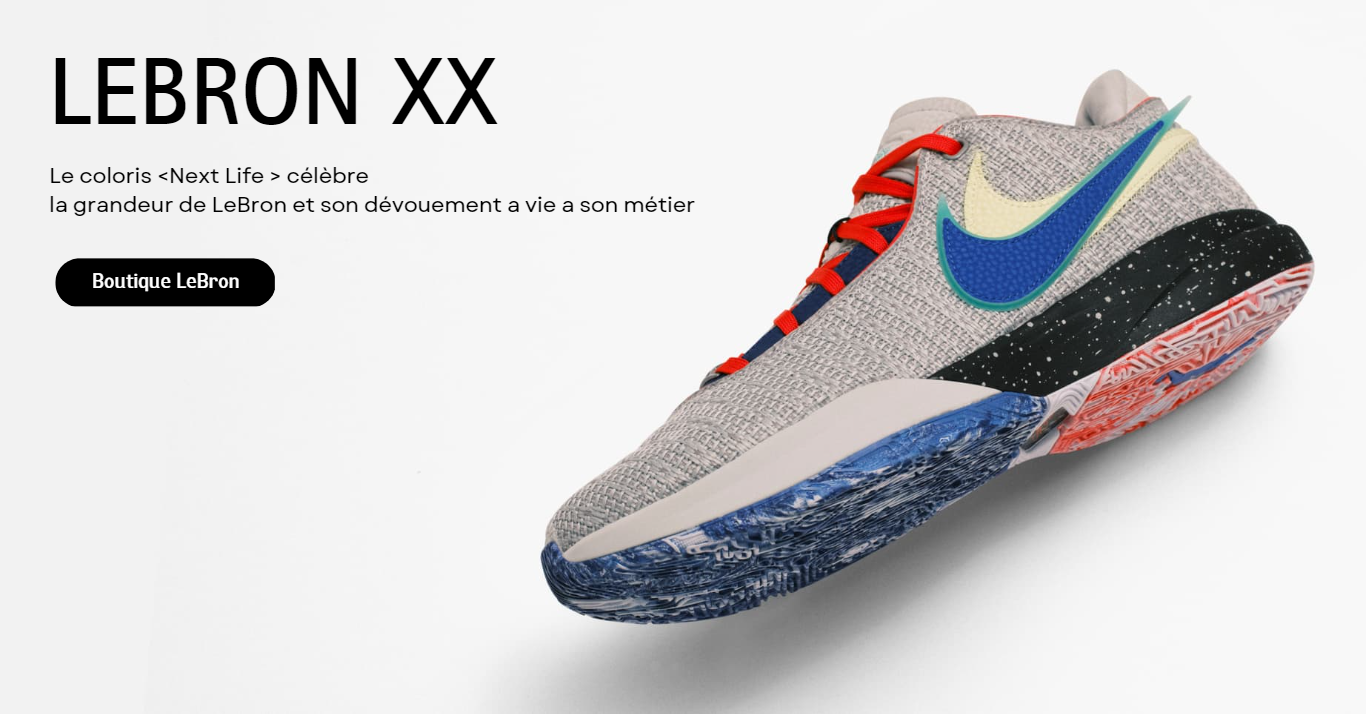 LEBRON XX
Le coloris <Next Life > célèbre
la grandeur de LeBron et son dévouement a vie a son métier
Boutique LeBron